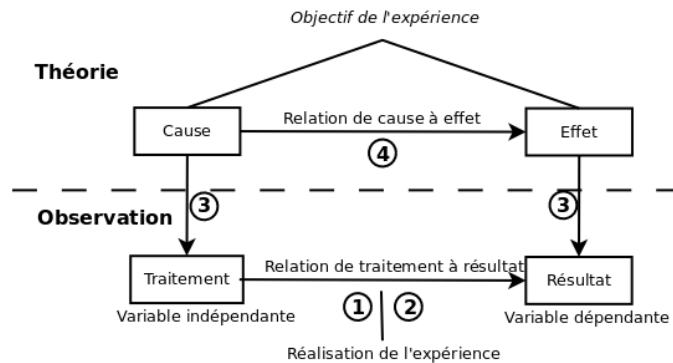 Objectif de l'expérience
Théorie
Relation de cause à effet
Cause
Effet
4
3
3
Observation
Relation de traitement à résultat
Traitement
Résultat
1
2
Variable indépendante
Variable dépendante
Réalisation de l'expérience